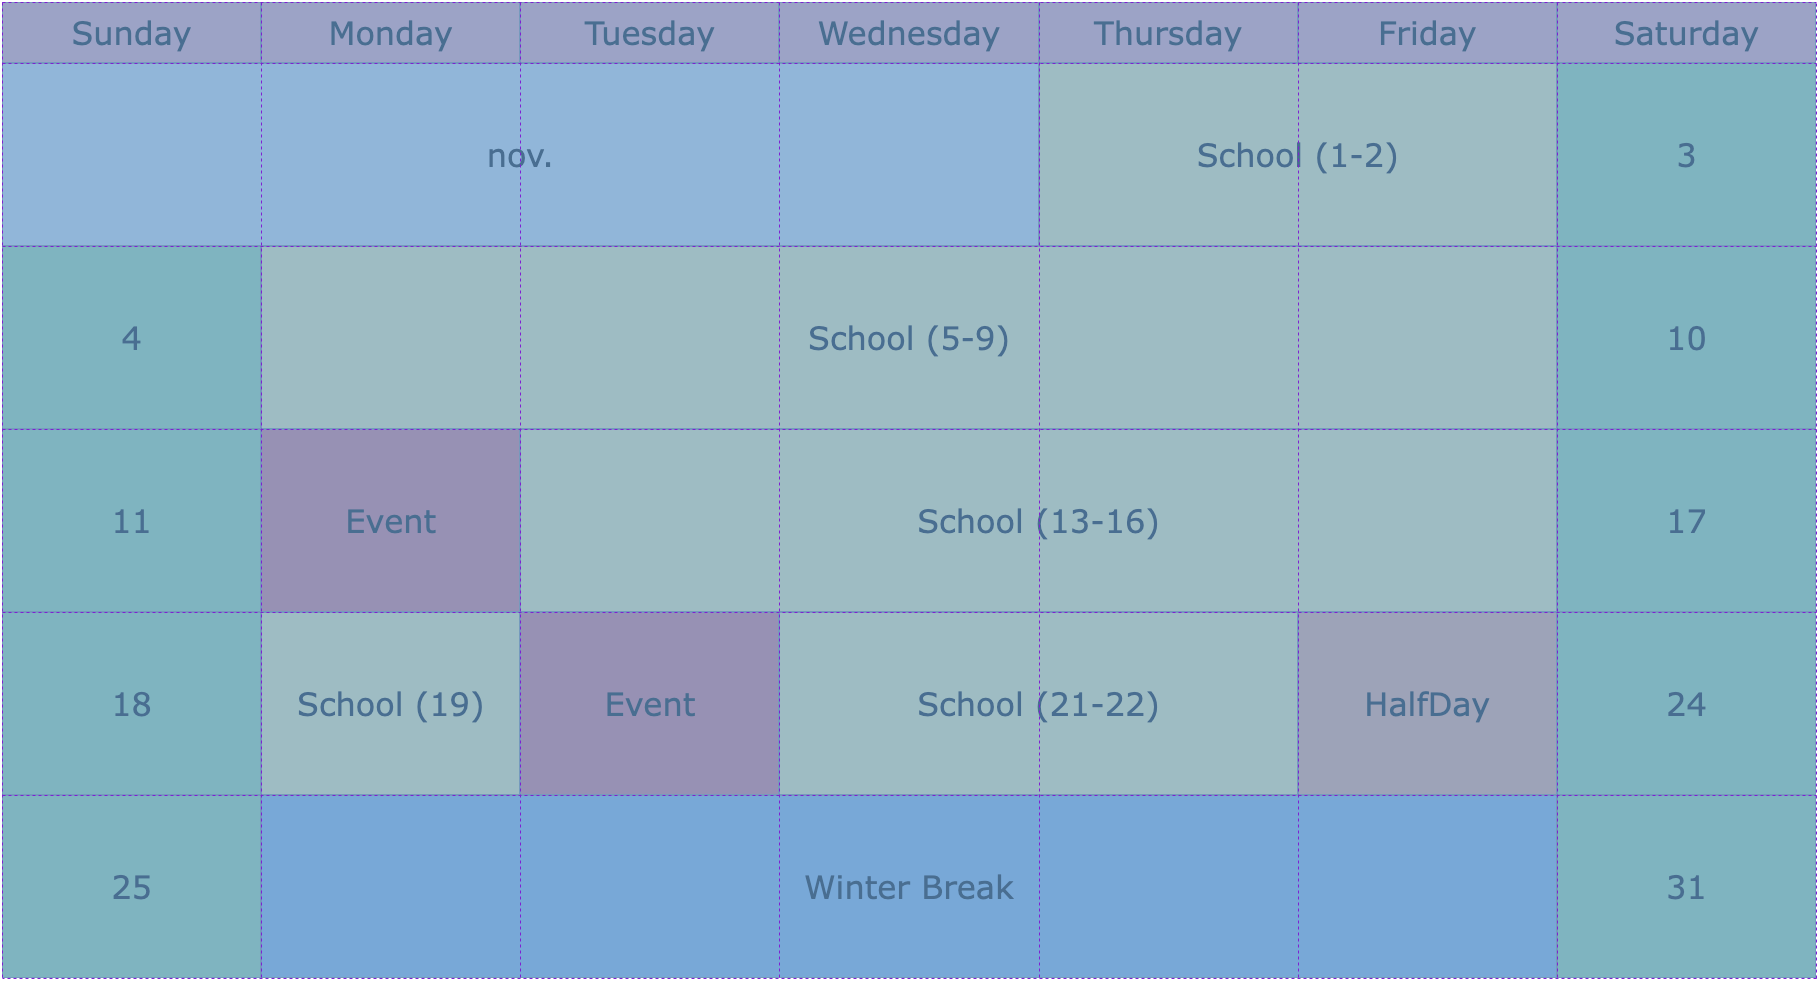 Sunday Monday Tuesday Wednesday Thursday Friday Saturday
nov. School (1-2) 3
4 School (5-9) 10
11 Event School (13-16) 17
18 School (19) Event School (21-22) HalfDay 24
25 Winter Break 31